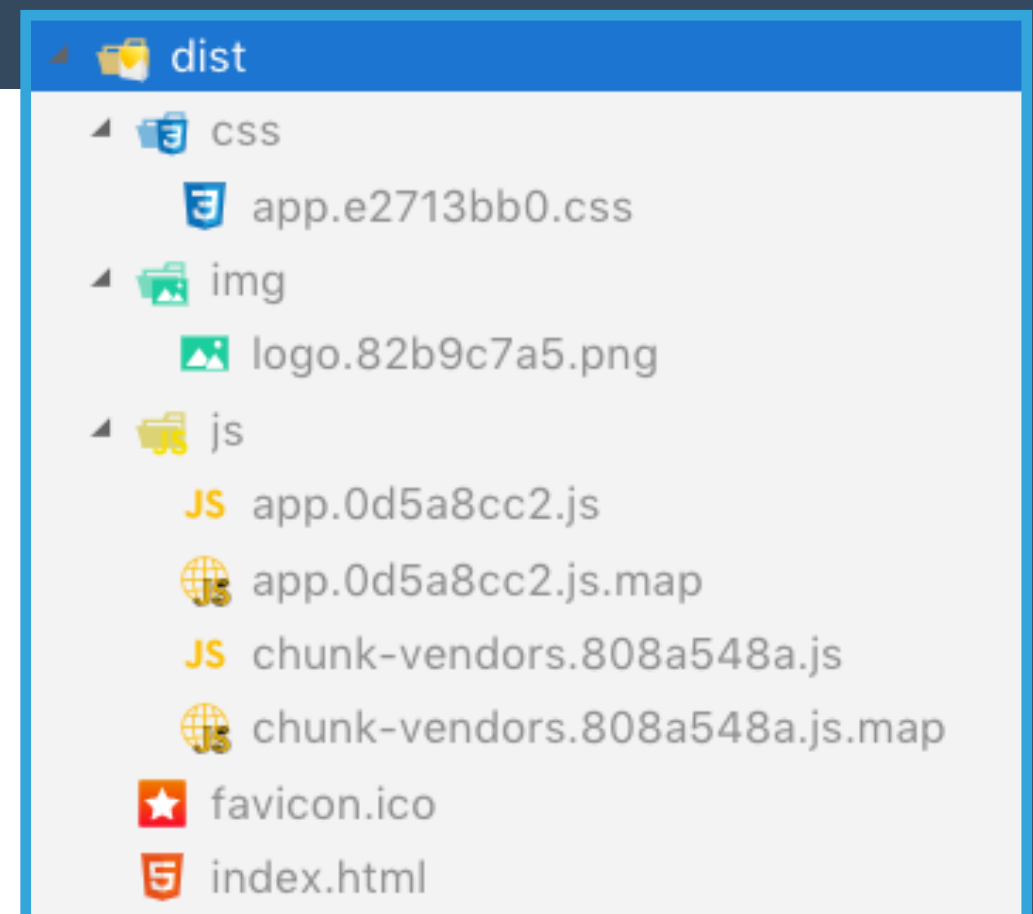 dist
css
app.e2713bb0.css
img
logo.82b9c7a5.png
js
app.0d5a8cc2.js
app.0d5a8cc2.js.map
chunk-vendors.808a548a.js
chunk-vendors.808a548a.js.map
favicon.ico
index.html